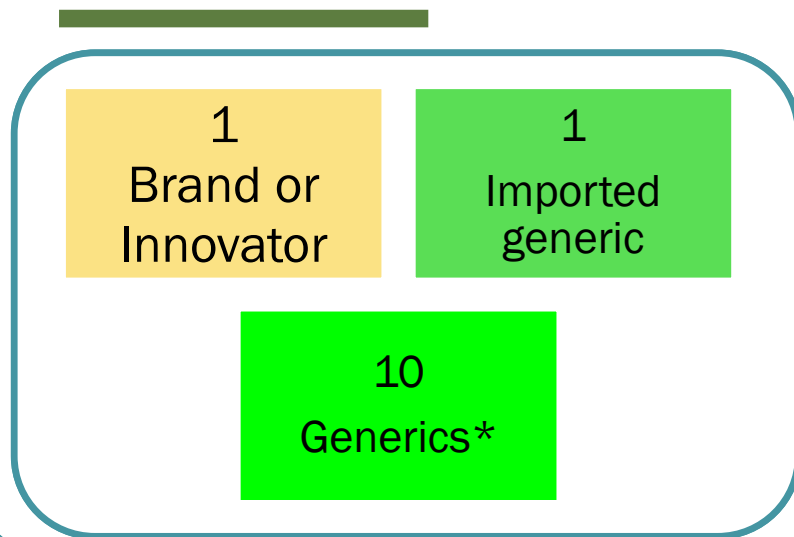 1
Brand or
Innovator
1
Imported
generic
10
Generics*